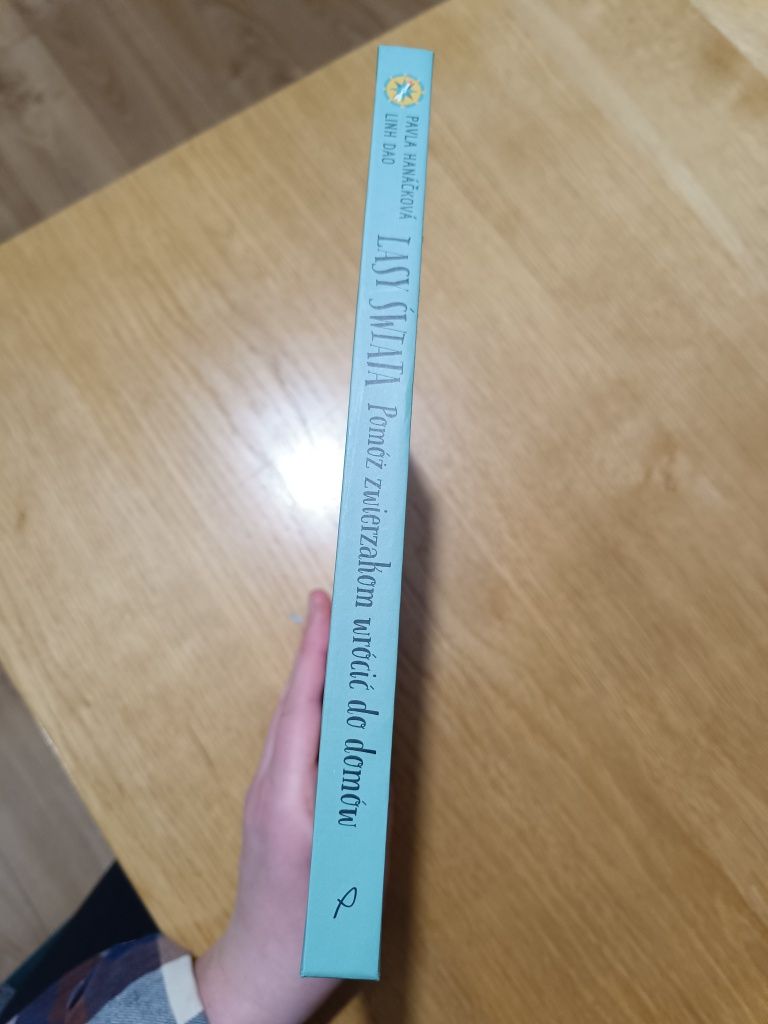 PAVLA HANÁČKOVÁ
LINH DAO
LASY ŚWIATA Pomóż zwierzakom wrócić do domów